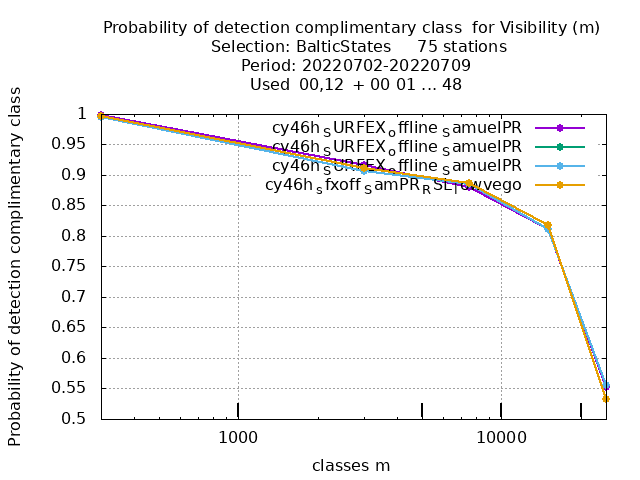 Probability of detection complimentary class  for Visibility (m)
Selection: BalticStates     75 stations
Period: 20220702-20220709
Used  00,12  + 00 01 ... 48
Probability of detection complimentary class
1
0.95
0.9
0.85
0.8
0.75
0.7
0.65
0.6
0.55
0.5
cy46h_SURFEX_offline_SamuelPR
cy46h_SURFEX_offline_SamuelPR
cy46h_SURFEX_offline_SamuelPR
cy46h_sfxoff_SamPR_RSL
1000
10000
classes m